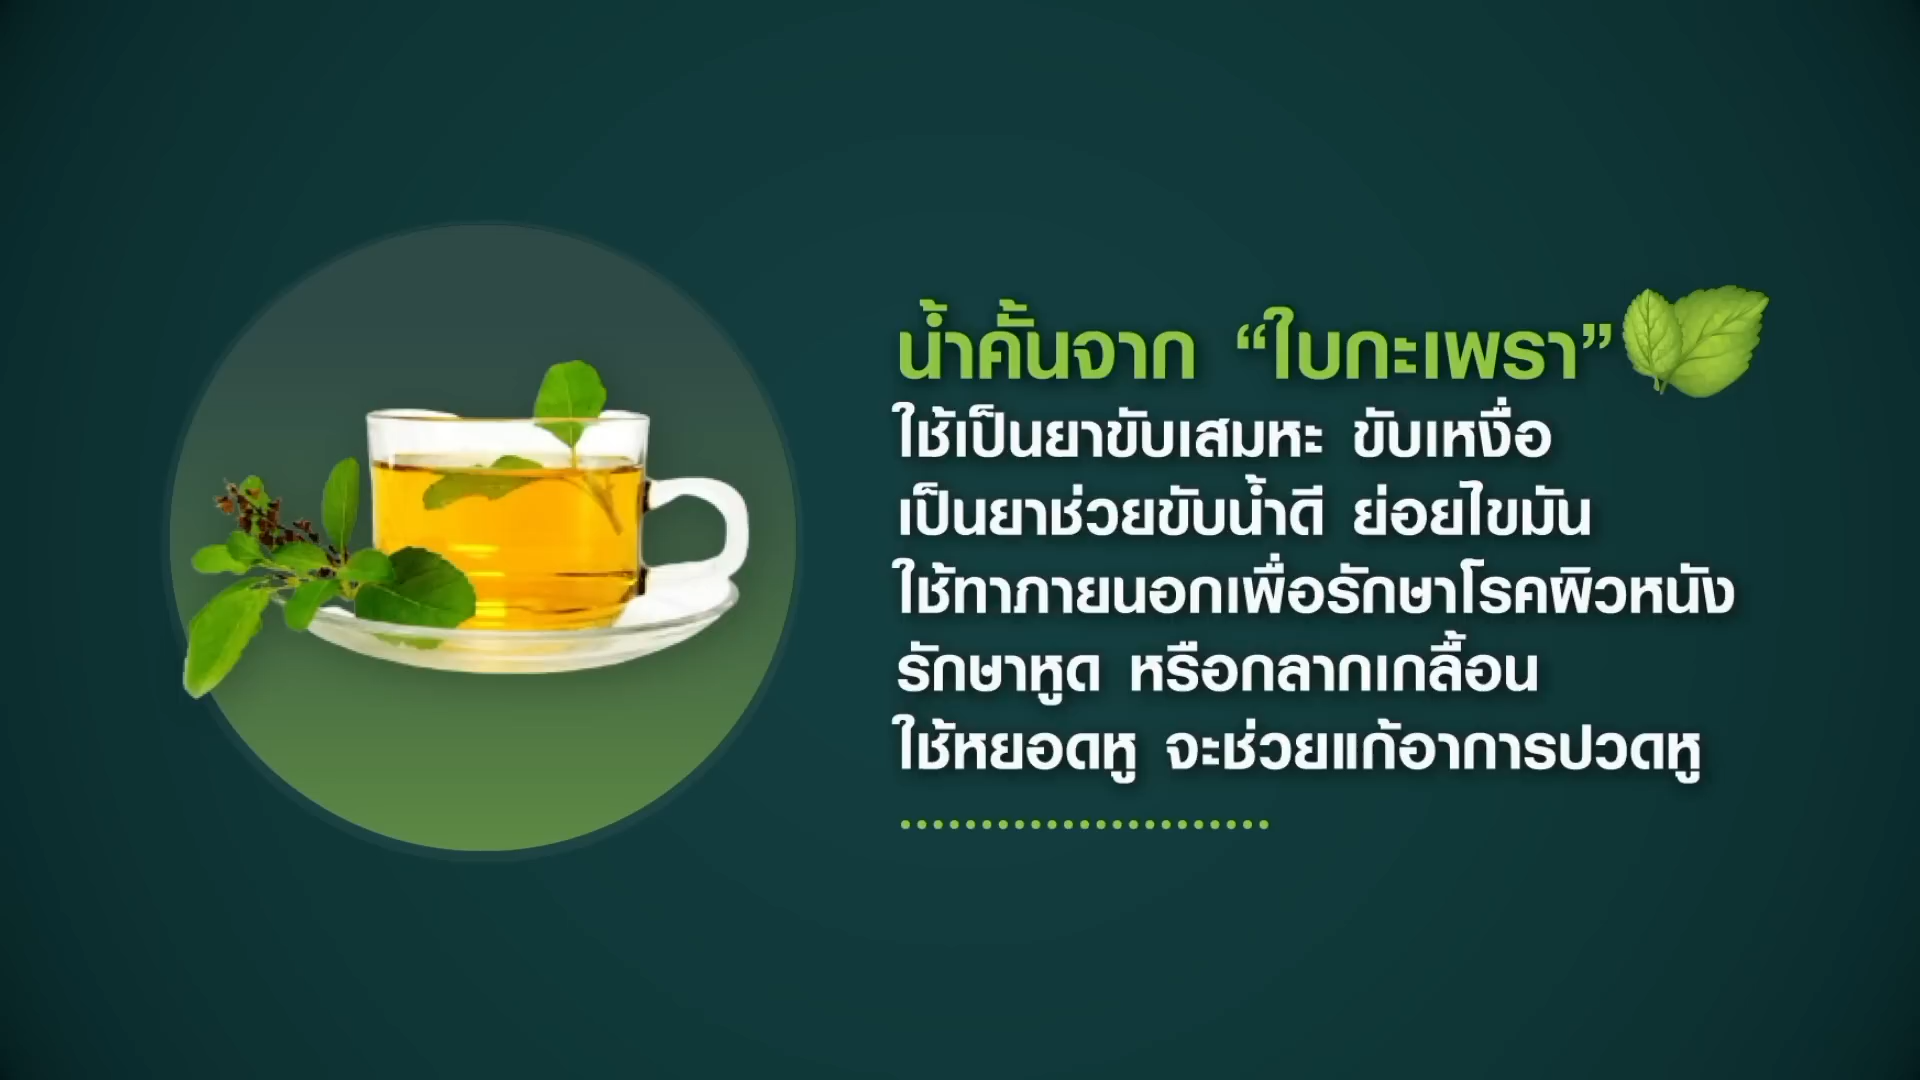 น้ำคั้นจาก “ใบกะเพรา”
ใช้เป็นยาขับเสมหะ ขับเหงื่อ
เป็นยาช่วยขับน้ำดี ย่อยไขมัน
ใช้ทาภายนอกเพื่อรักษาโรคผิวหนัง
รักษาหูด หรือกลากเกลื้อน
ใช้หยอดหู จะช่วยแก้อาการปวดหู